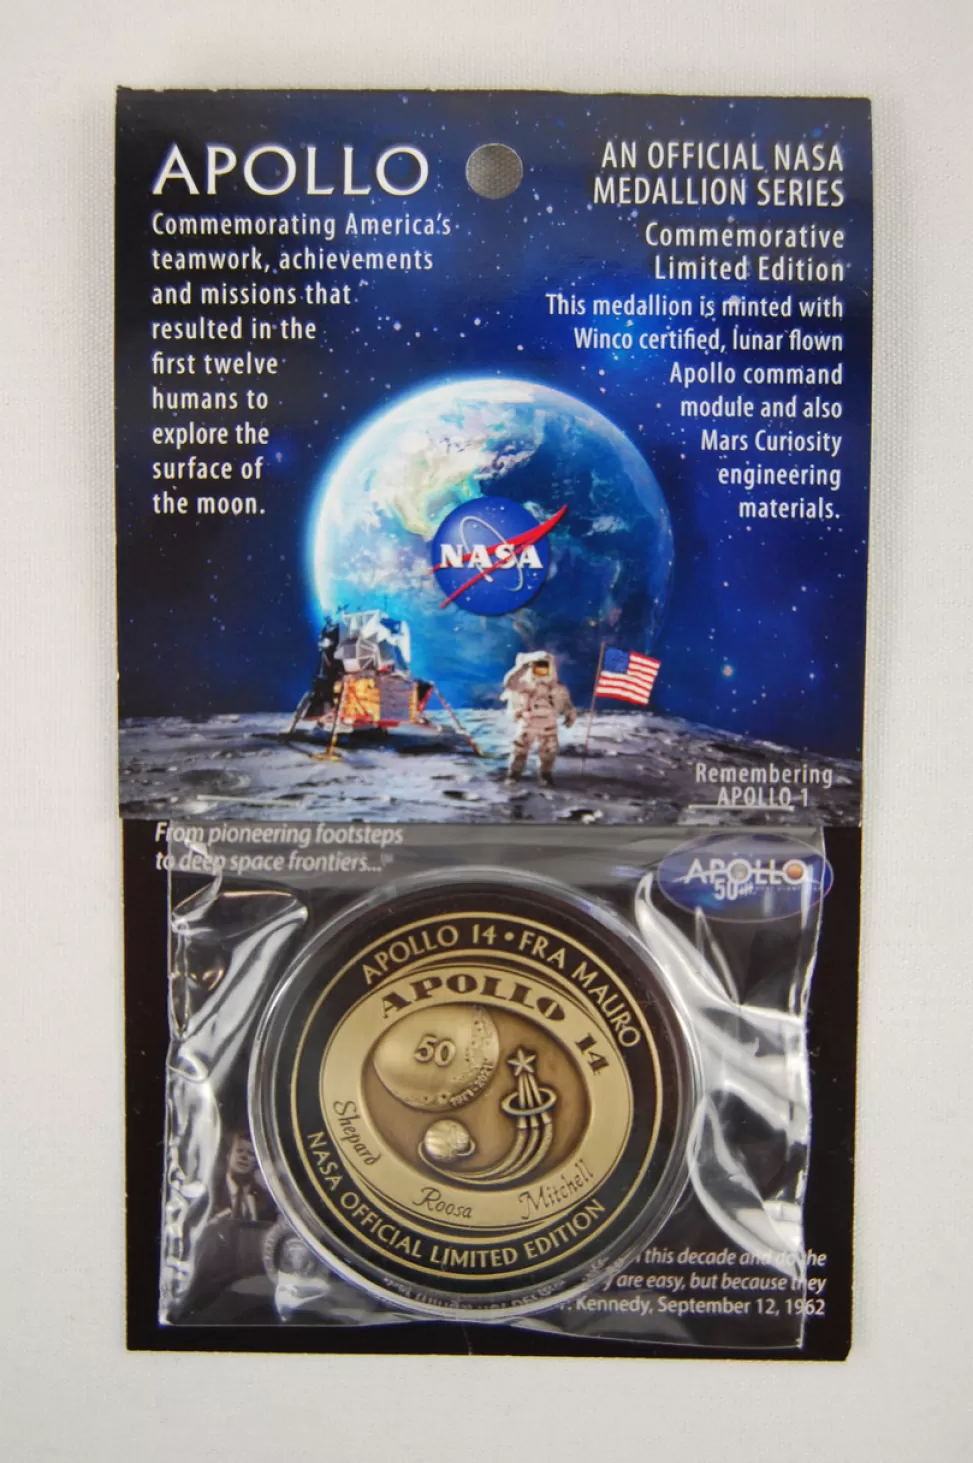 APOLLO
Commemorating America's
teamwork, achievements
and missions that
resulted in the
first twelve
humans to
explore the
surface of
the moon.
AN OFFICIAL NASA
MEDALLION SERIES
Commemorative
Limited Edition
This medallion is minted with
Winco certified, lunar flown
Apollo command
module and also
Mars Curiosity
engineering
materials.
NASA
Remembering
APOLLO 1
From pioneering footsteps
to deep space frontiers...
APOLLO
50th
APOLLO 14 • FRA MAURO
APOLLO 14
50
1971-2021
Shepard
Roosa
Mitchell
NASA OFFICIAL LIMITED EDITION
this decade and do the
are easy, but because they
Kennedy, September 12, 1962